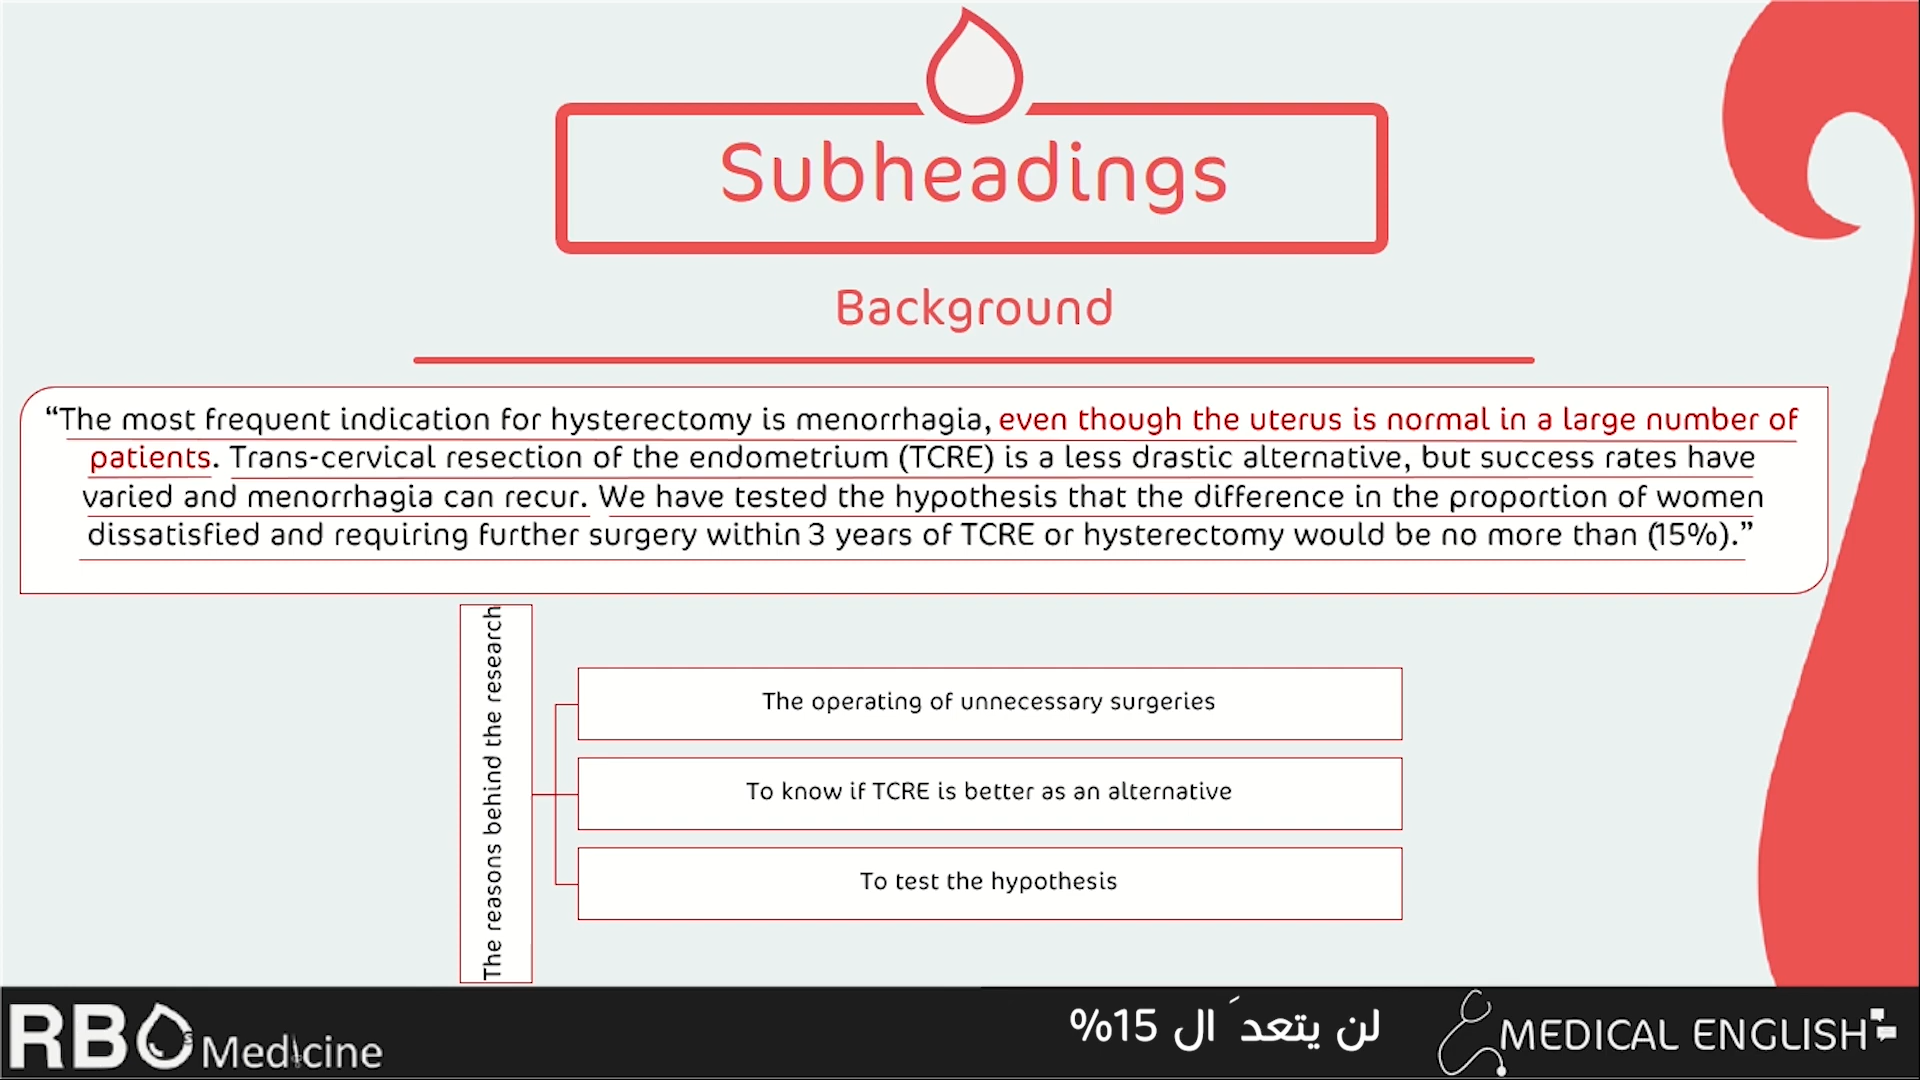 Subheadings
Background
“The most frequent indication for hysterectomy is menorrhagia, even though the uterus is normal in a large number of
patients. Trans-cervical resection of the endometrium (TCRE) is a less drastic alternative, but success rates have
varied and menorrhagia can recur. We have tested the hypothesis that the difference in the proportion of women
dissatisfied and requiring further surgery within 3 years of TCRE or hysterectomy would be no more than (15%).”
The reasons behind the research
The operating of unnecessary surgeries
To know if TCRE is better as an alternative
To test the hypothesis
RBOs Medicine
لن يتعدَ ال 15%
MEDICAL ENGLISH